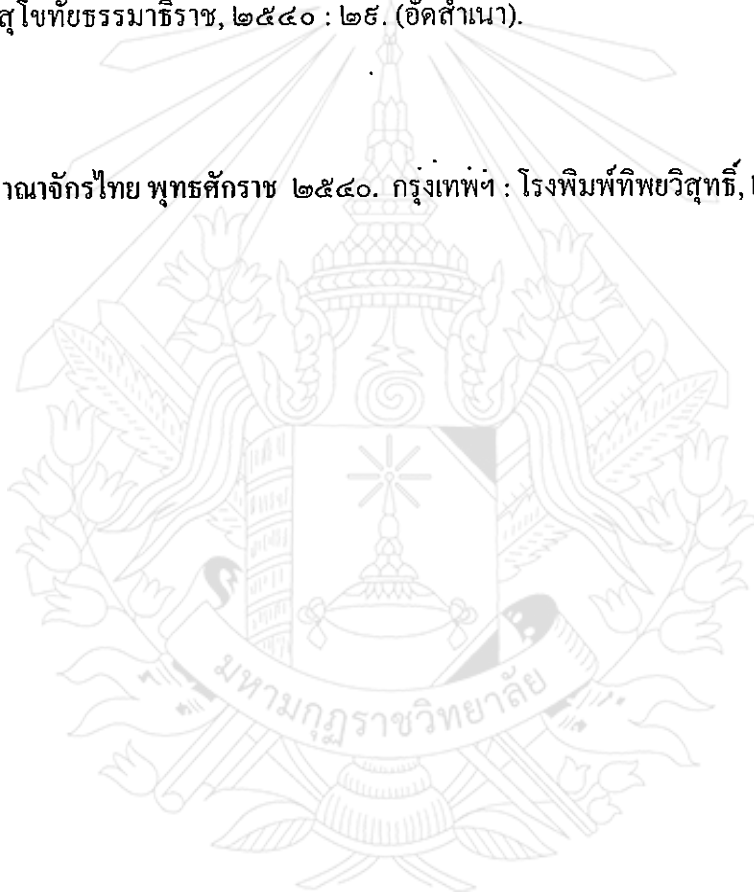 สุโขทัยธรรมาธิราช, ๒๕๔๐ : ๒๙. (อัดสำเนา).
าณาจักรไทย พุทธศักราช ๒๕๔๐. กรุงเทพฯ : โรงพิมพ์ทิพยวิสุทธิ์,
มหามกุฏราชวิทยาลัย